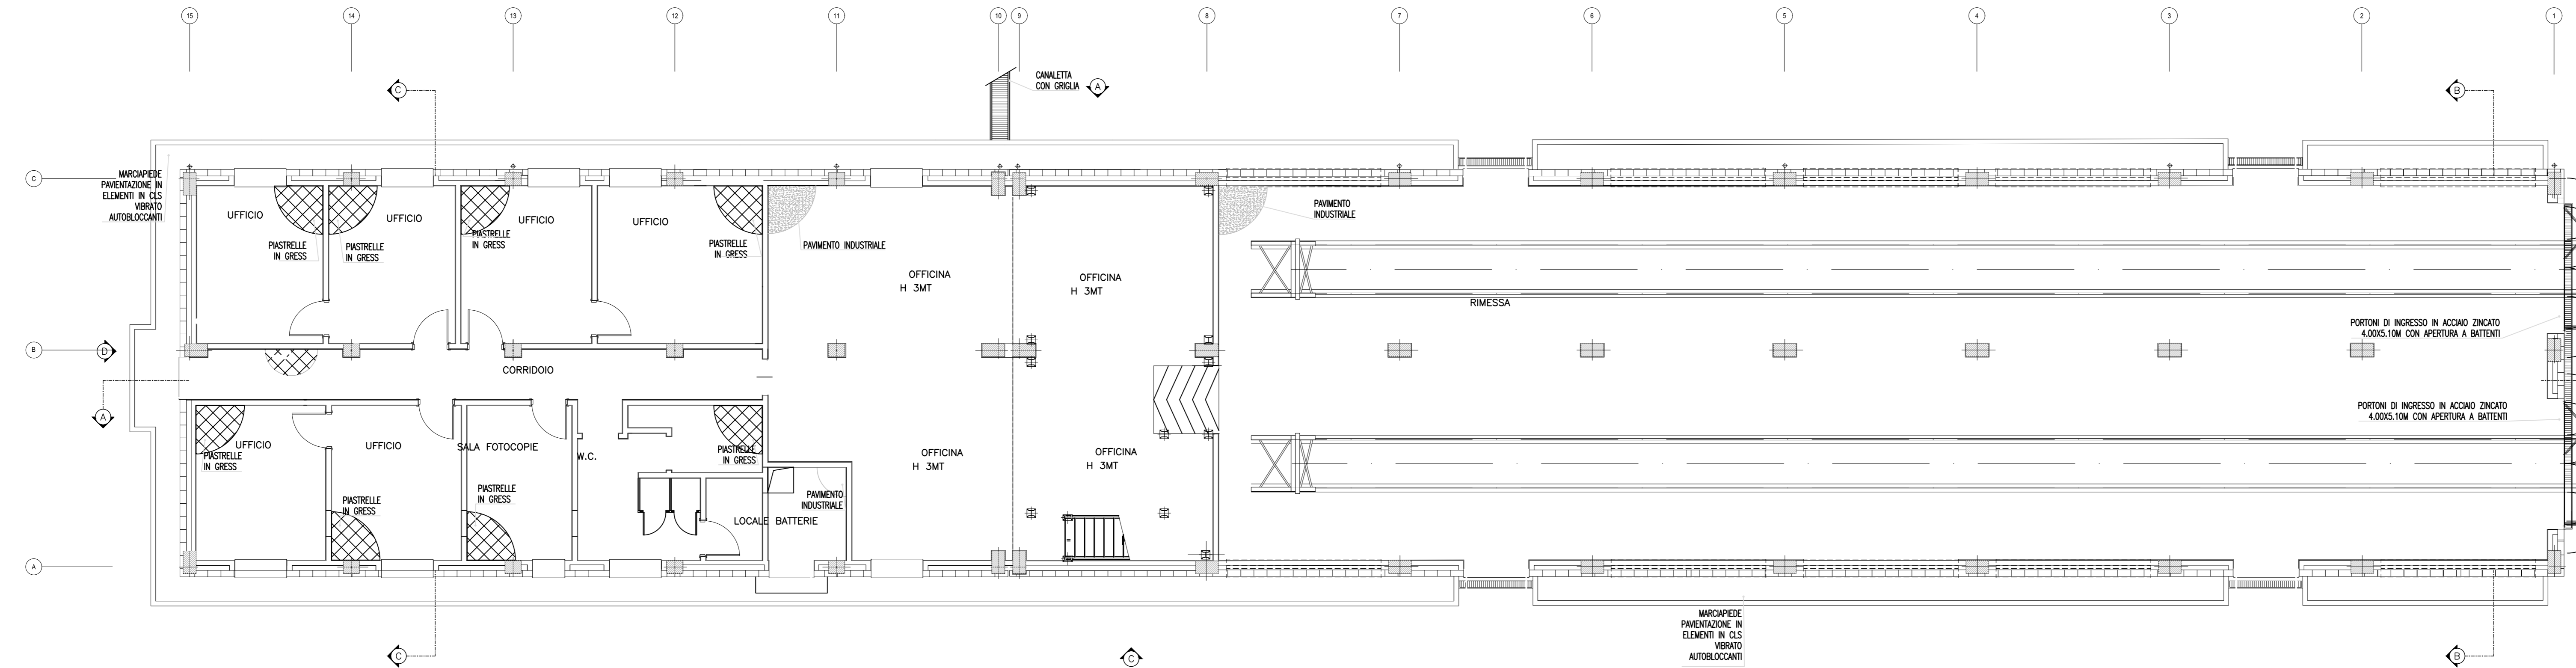 15 14 13 12 11 10 9 8 7 6 5 4 3 2 1
CANALETTA
CON GRIGLIA
A
C
B
C
MARCIAPIEDE
PAVIENTAZIONE IN
ELEMENTI IN CLS
VIBRATO
AUTOBLOCCANTI
UFFICIO
UFFICIO
UFFICIO
UFFICIO
PIASTRELLE
IN GRESS
PIASTRELLE
IN GRESS
PIASTRELLE
IN GRESS
PIASTRELLE
IN GRESS
PAVIMENTO INDUSTRIALE
PAVIMENTO
INDUSTRIALE
OFFICINA
H 3MT
OFFICINA
H 3MT
RIMESSA
PORTONI DI INGRESSO IN ACCIAIO ZINCATO
4.00X5.10M CON APERTURA A BATTENTI
B
D
CORRIDOIO
A
PORTONI DI INGRESSO IN ACCIAIO ZINCATO
4.00X5.10M CON APERTURA A BATTENTI
UFFICIO
PIASTRELLE
IN GRESS
UFFICIO
PIASTRELLE
IN GRESS
SALA FOTOCOPIE
PIASTRELLE
IN GRESS
W.C.
PIASTRELLE
IN GRESS
PAVIMENTO
INDUSTRIALE
LOCALE BATTERIE
OFFICINA
H 3MT
OFFICINA
H 3MT
A
MARCIAPIEDE
PAVIENTAZIONE IN
ELEMENTI IN CLS
VIBRATO
AUTOBLOCCANTI
C
C
B